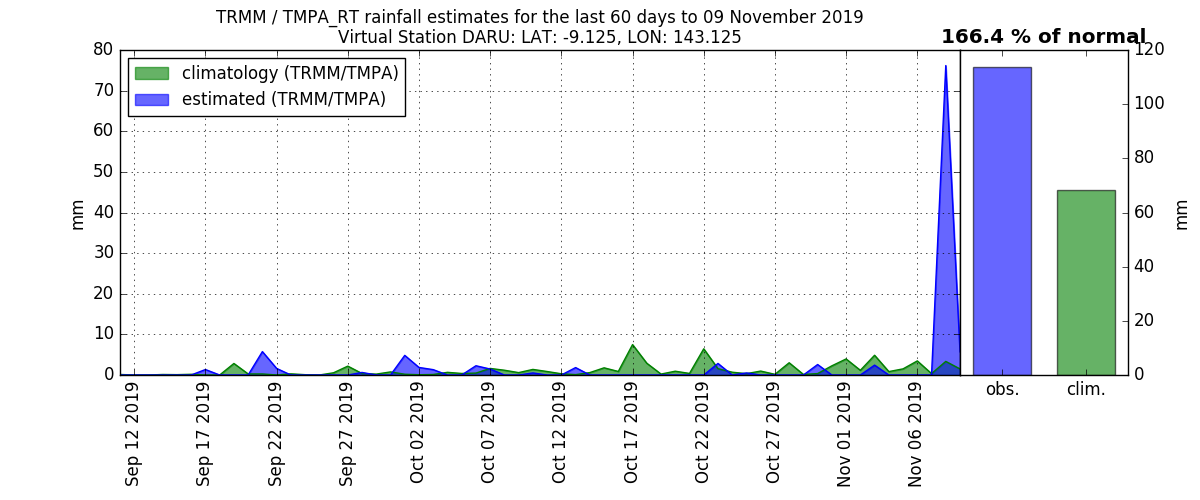 TRMM / TMPA_RT rainfall estimates for the last 60 days to 09 November 2019
Virtual Station DARU: LAT: -9.125, LON: 143.125
166.4 % of normal
climatology (TRMM/TMPA)
estimated (TRMM/TMPA)
80
70
60
50
40
30
20
10
0
mm
Sep 12 2019
Sep 17 2019
Sep 22 2019
Sep 27 2019
Oct 02 2019
Oct 07 2019
Oct 12 2019
Oct 17 2019
Oct 22 2019
Oct 27 2019
Nov 01 2019
Nov 06 2019
obs.
clim.
120
100
80
60
40
20
0
mm